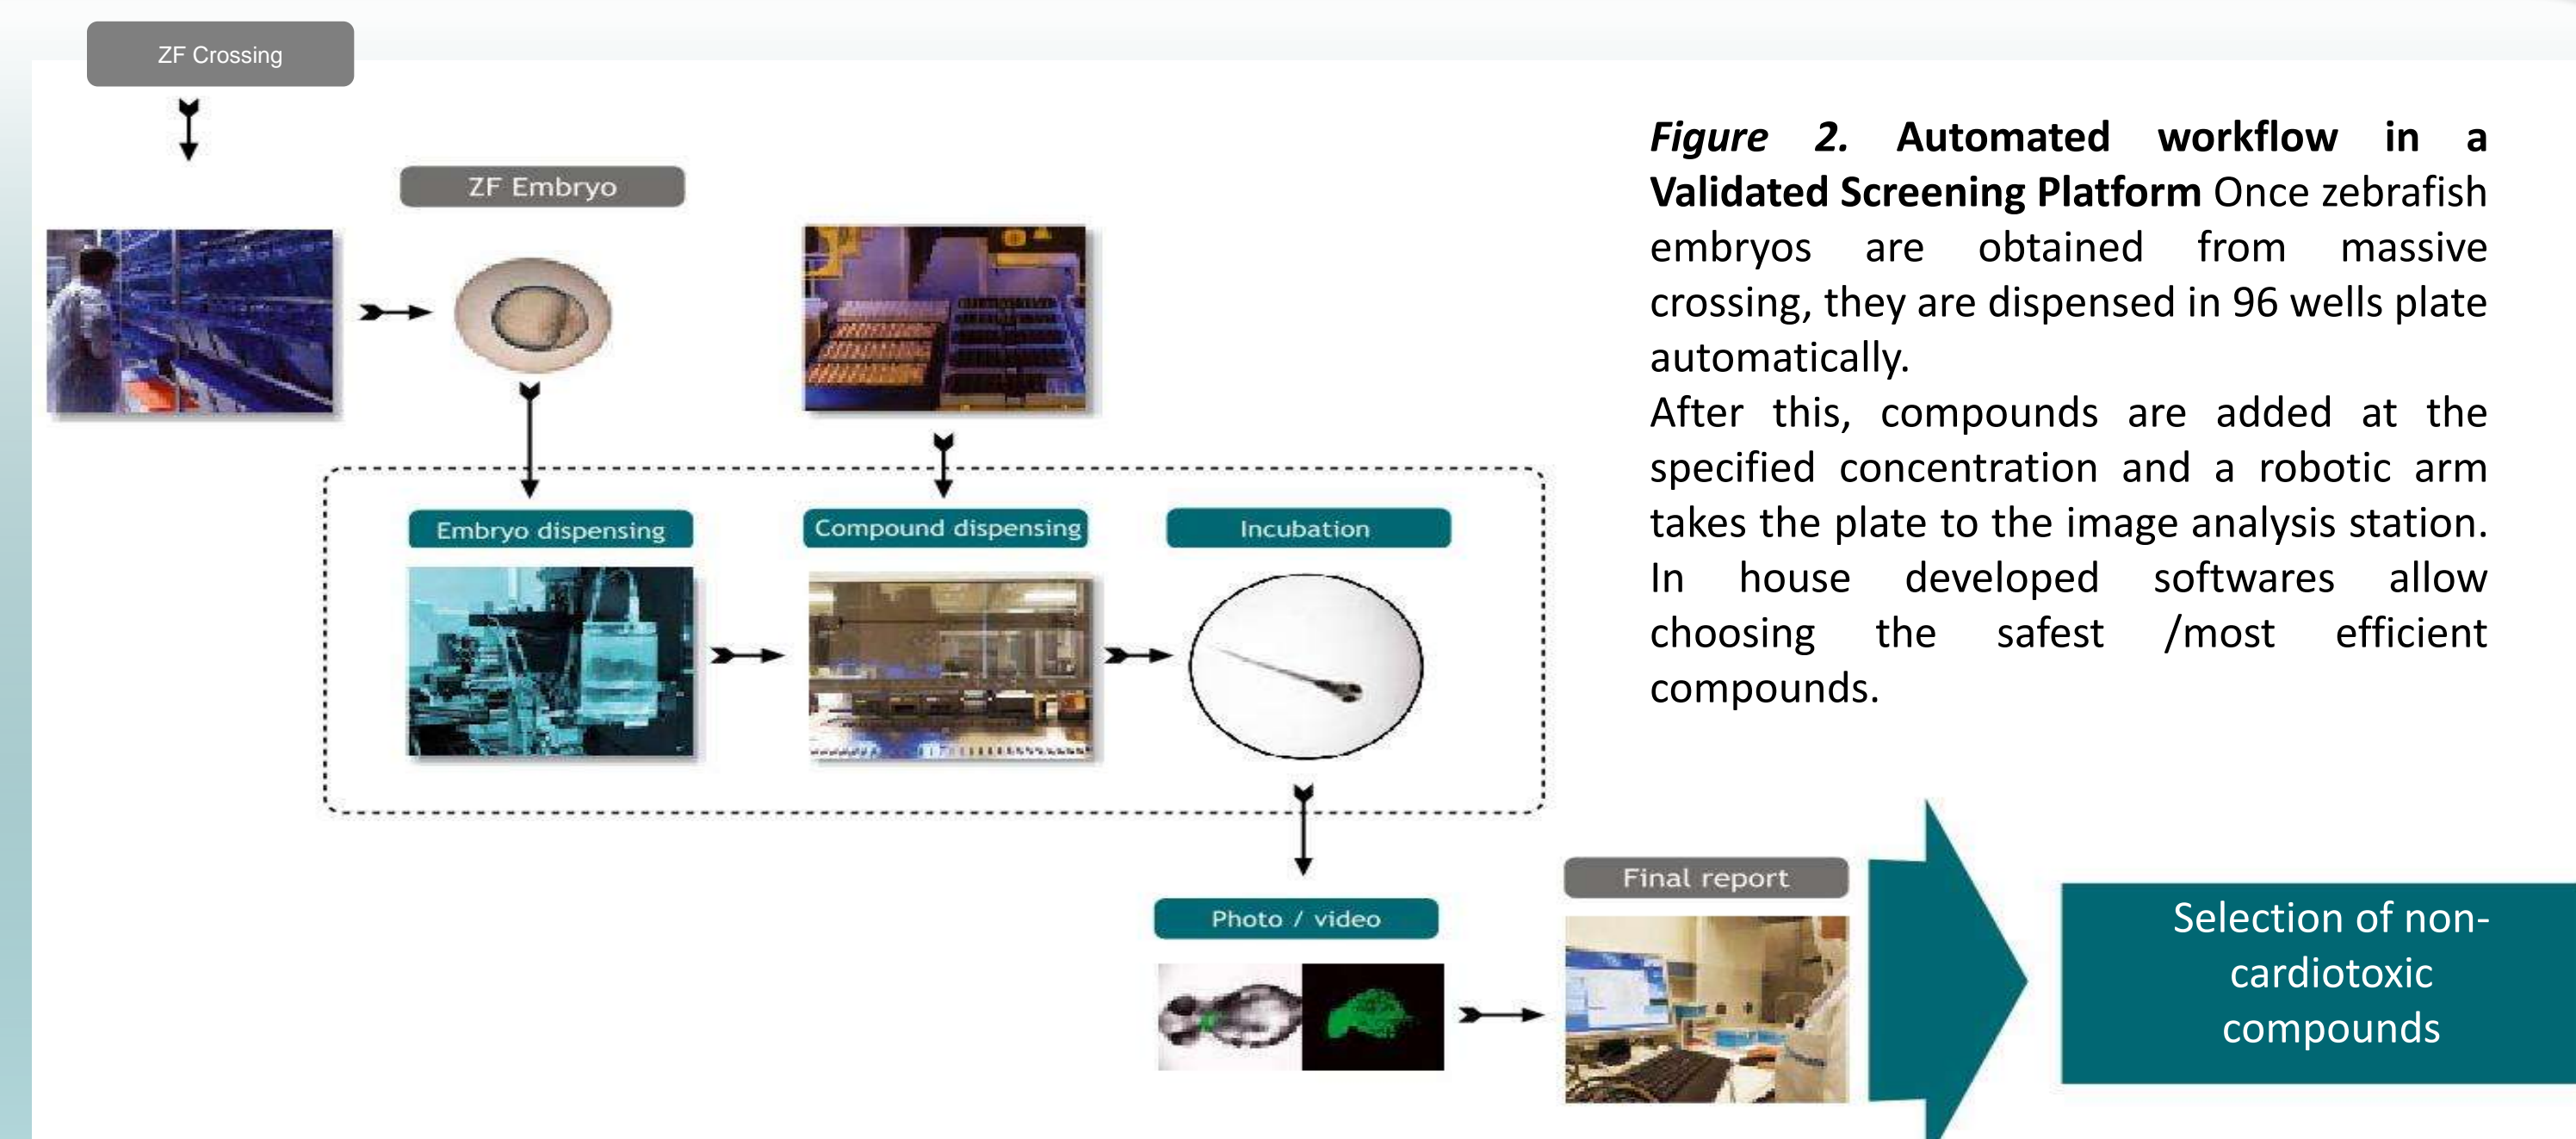 ZF Crossing
ZF Embryo
Embryo dispensing
Compound dispensing
Incubation
Photo / video
Final report
Selection of non-
cardiotoxic
compounds
Figure 2. Automated workflow in a
Validated Screening Platform Once zebrafish
embryos are obtained from massive
crossing, they are dispensed in 96 wells plate
automatically.
After this, compounds are added at the
specified concentration and a robotic arm
takes the plate to the image analysis station.
In house developed softwares allow
choosing the safest /most efficient
compounds.